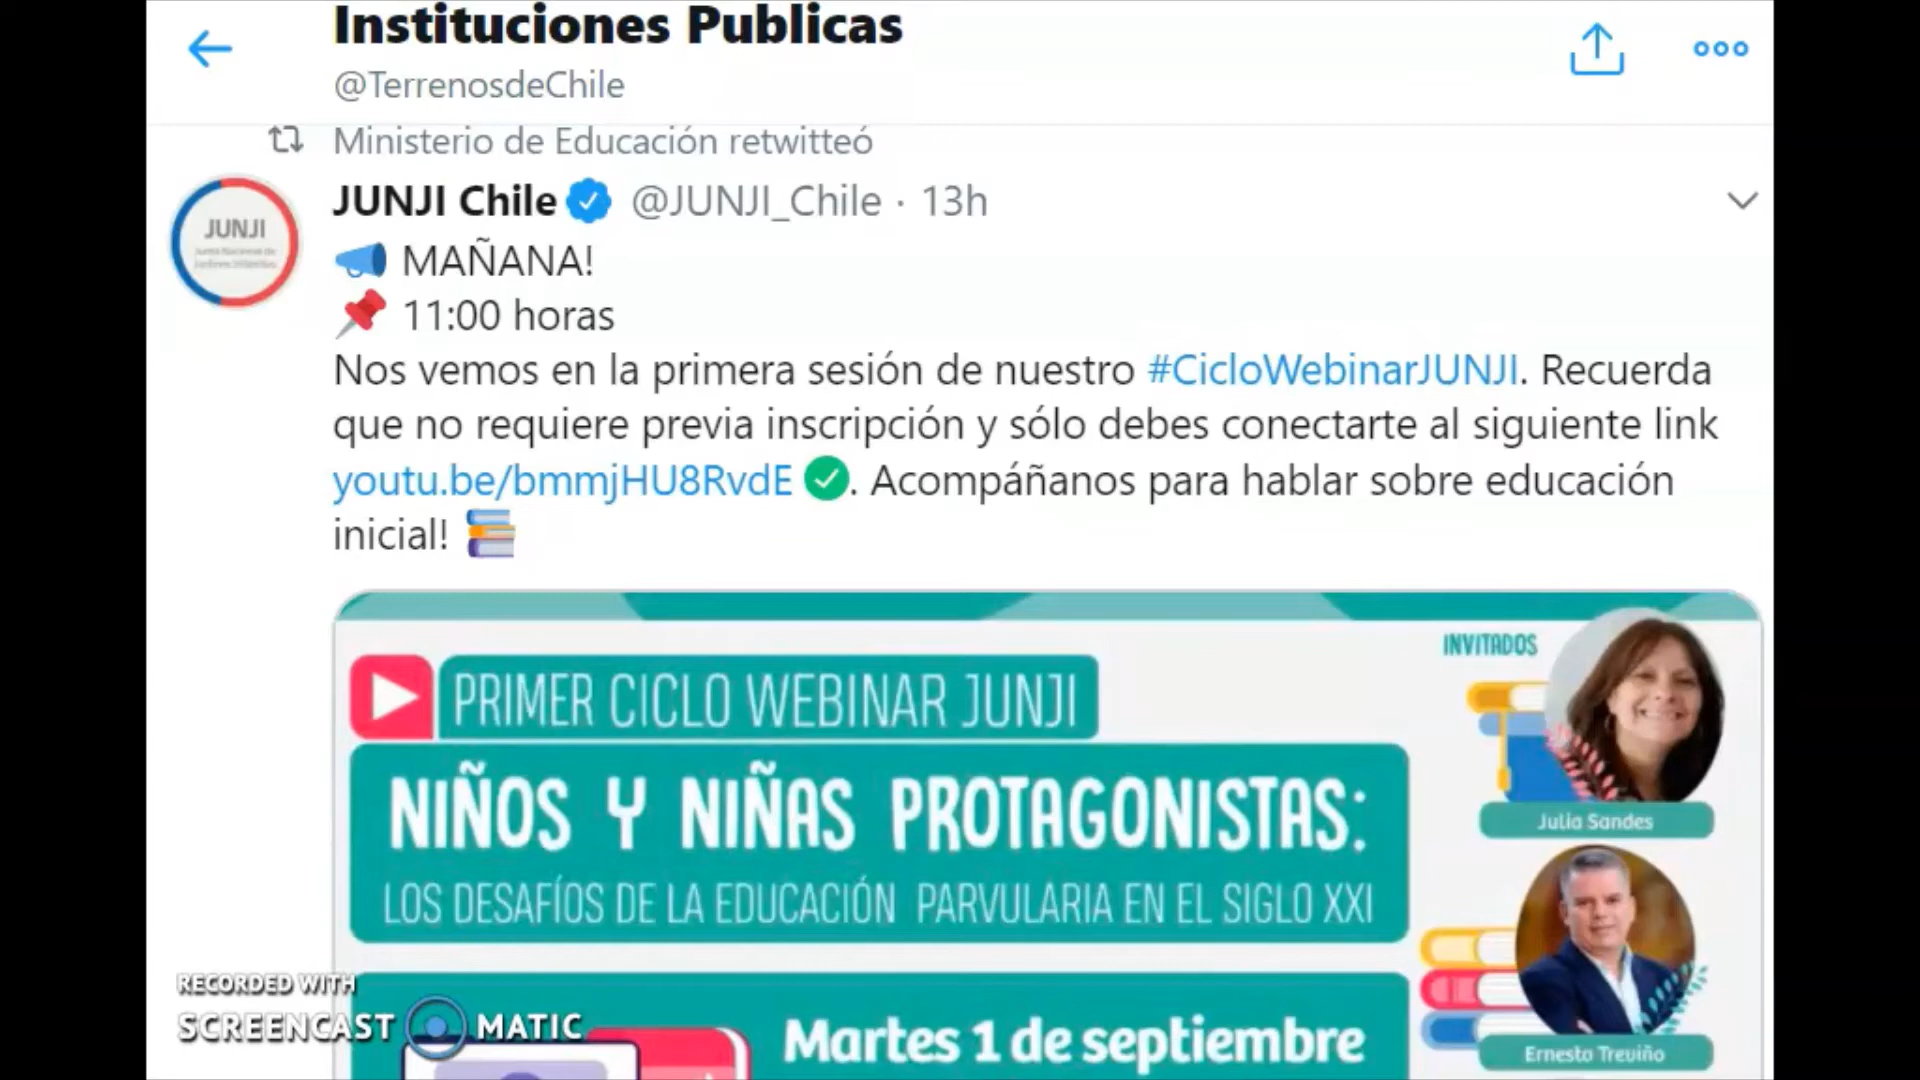 Instituciones Publicas
@TerrenosdeChile
Ministerio de Educación retwitteó
JUNJI Chile @JUNJI_Chile · 13h
JUNJI
MAÑANA!
11:00 horas
Nos vemos en la primera sesión de nuestro #CicloWebinarJUNJI. Recuerda
que no requiere previa inscripción y sólo debes conectarte al siguiente link
youtu.be/bmmjHU8RvdE . Acompáñanos para hablar sobre educación
inicial!
INVITADOS
PRIMER CICLO WEBINAR JUNJI
NIÑOS Y NIÑAS PROTAGONISTAS:
LOS DESAFÍOS DE LA EDUCACIÓN PARVULARIA EN EL SIGLO XXI
Julia Sandes
Martes 1 de septiembre
Ernesto Treviño
RECORDED WITH
SCREENCAST MATIC